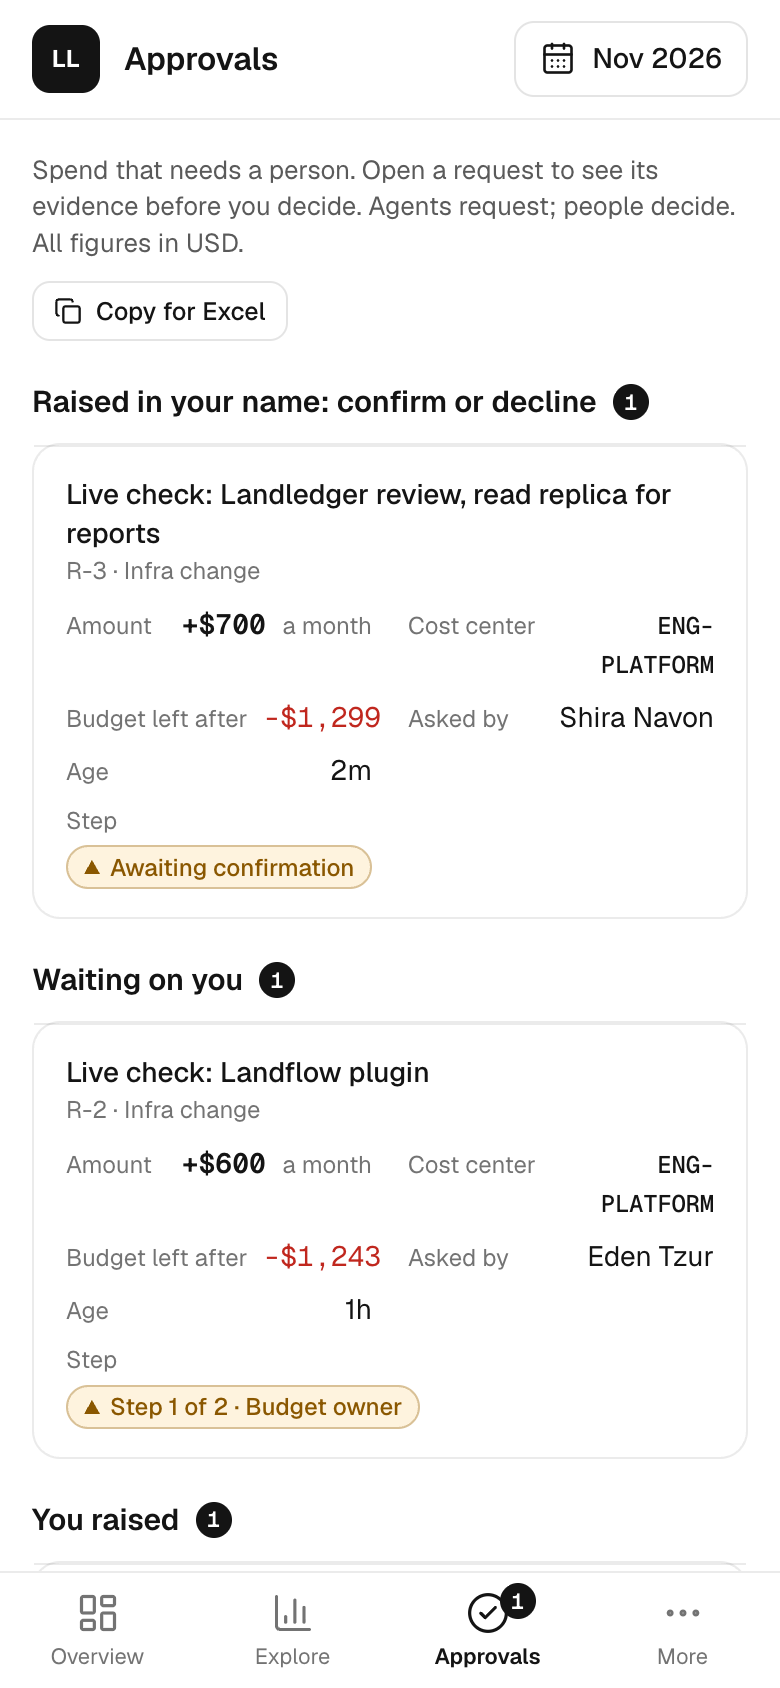 LL
Approvals
Nov 2026
Spend that needs a person. Open a request to see its
evidence before you decide. Agents request; people decide.
All figures in USD.
Copy for Excel
Raised in your name: confirm or decline 1
Live check: Landledger review, read replica for
reports
R-3 · Infra change
Amount +$700 a month Cost center ENG-
PLATFORM
Budget left after -$1,299 Asked by Shira Navon
Age 2m
Step
Awaiting confirmation
Waiting on you 1
Live check: Landflow plugin
R-2 · Infra change
Amount +$600 a month Cost center ENG-
PLATFORM
Budget left after -$1,243 Asked by Eden Tzur
Age 1h
Step
Step 1 of 2 · Budget owner
You raised 1
1
Overview Explore Approvals More